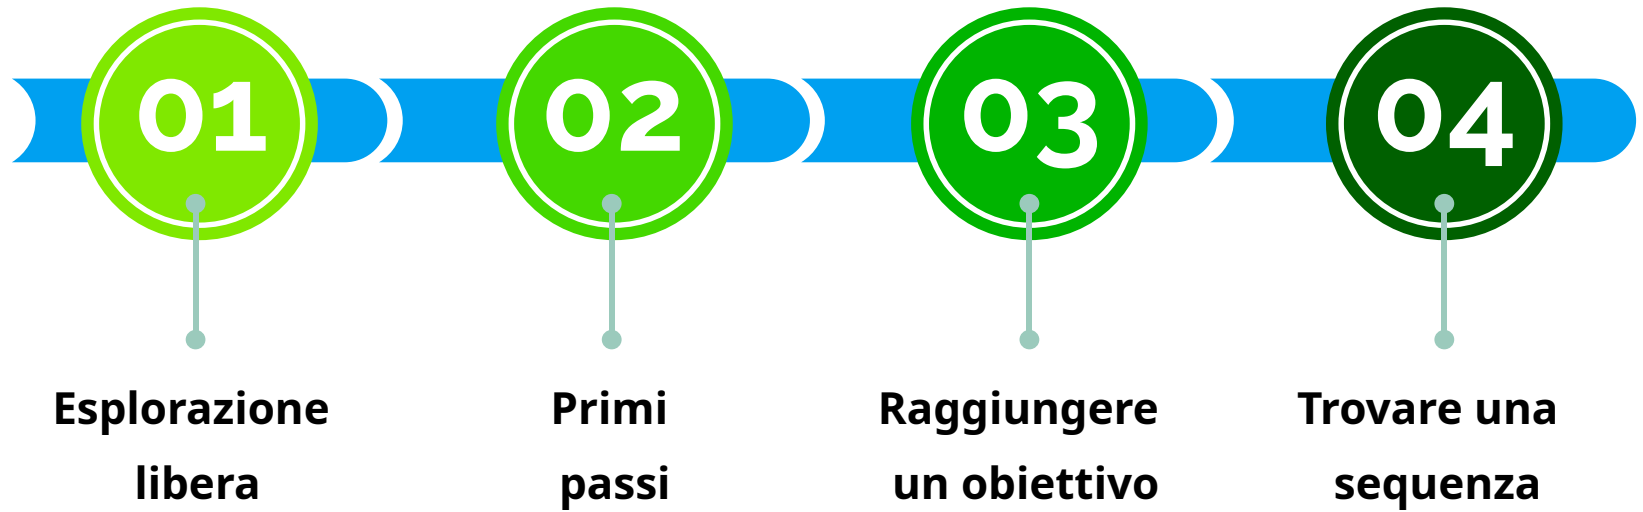 01
02
03
04
Esplorazione
libera
Primi
passi
Raggiungere
un obiettivo
Trovare una
sequenza